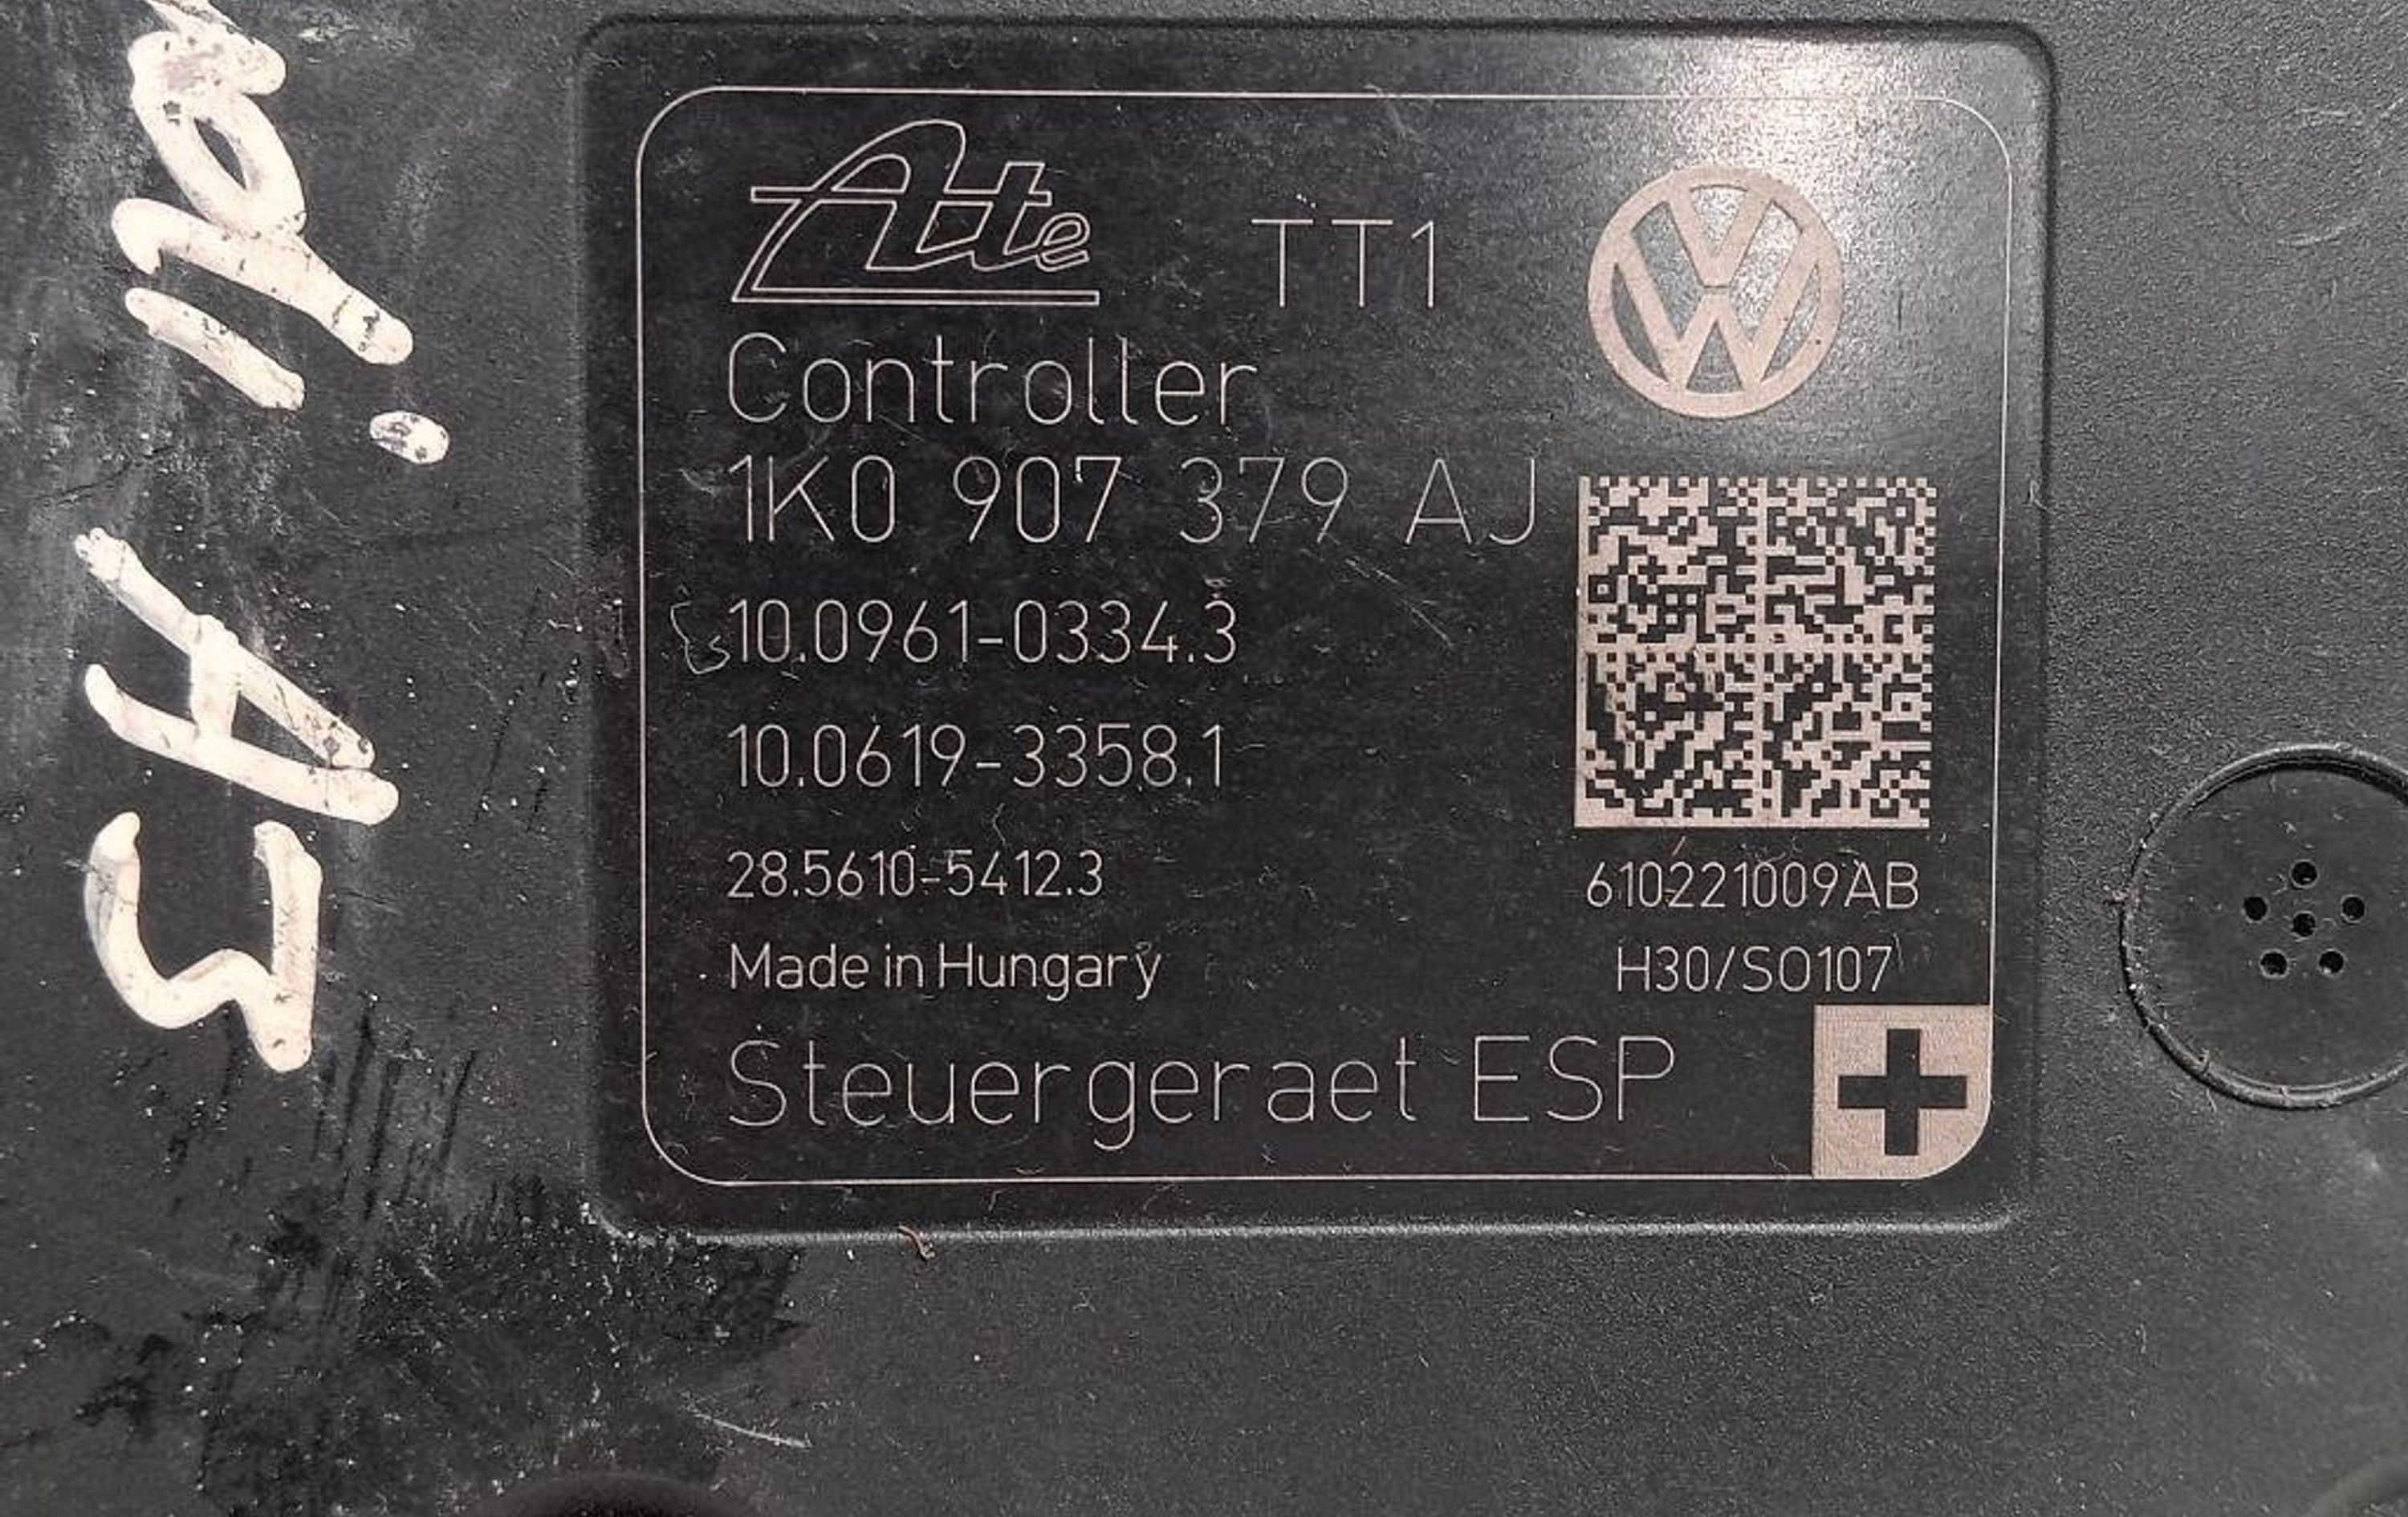 Ate TT1
Controller
1K0 907 379 AJ
10.0961-0334.3
10.0619-3358.1
28.5610-5412.3
610221009AB
Made in Hungary
H30/SO107
Steuergeraet ESP